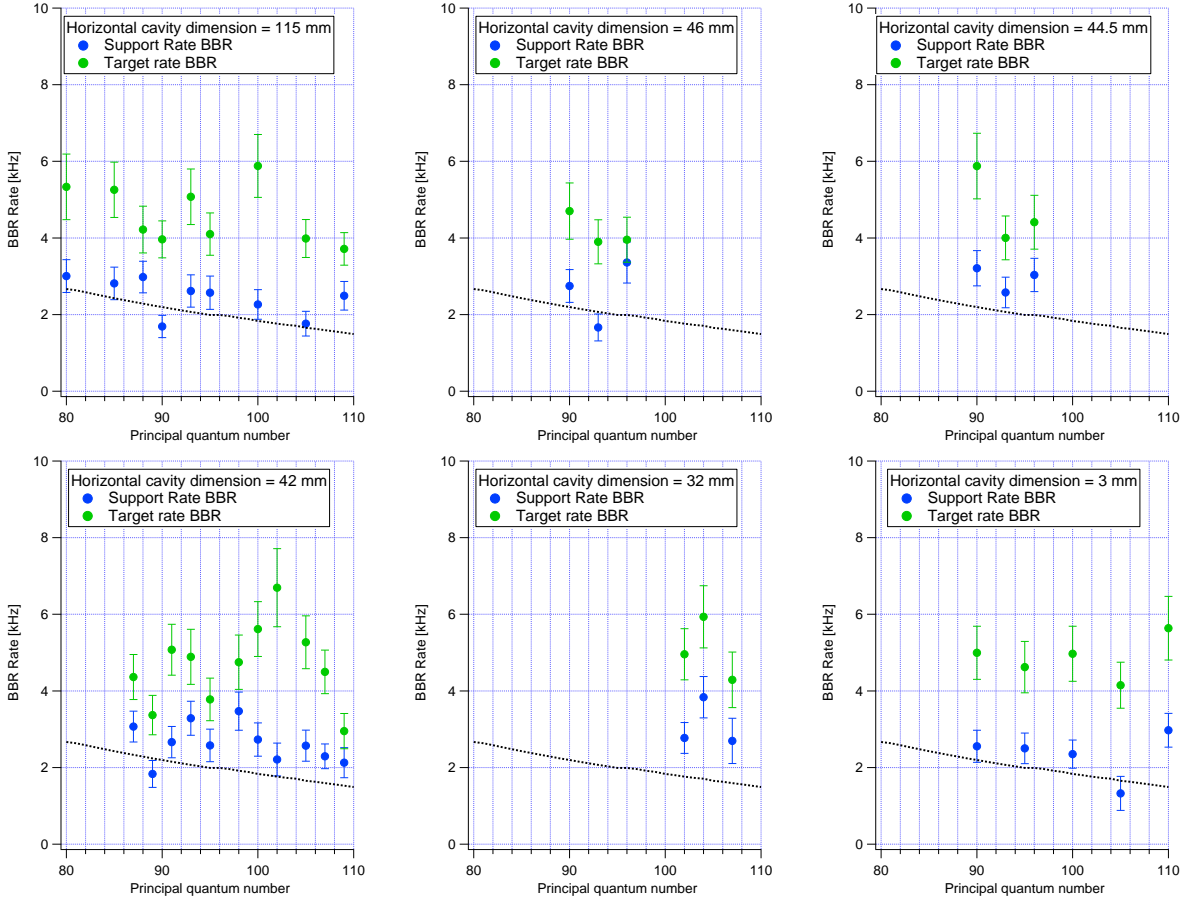 Horizontal cavity dimension = 115 mm
Support Rate BBR
Target rate BBR
BBR Rate [kHz]
10
8
6
4
2
0
80
90
100
110
Principal quantum number
Horizontal cavity dimension = 46 mm
Support Rate BBR
Target rate BBR
BBR Rate [kHz]
10
8
6
4
2
0
80
90
100
110
Principal quantum number
Horizontal cavity dimension = 44.5 mm
Support Rate BBR
Target rate BBR
BBR Rate [kHz]
10
8
6
4
2
0
80
90
100
110
Principal quantum number
Horizontal cavity dimension = 42 mm
Support Rate BBR
Target rate BBR
BBR Rate [kHz]
10
8
6
4
2
0
80
90
100
110
Principal quantum number
Horizontal cavity dimension = 32 mm
Support Rate BBR
Target rate BBR
BBR Rate [kHz]
10
8
6
4
2
0
80
90
100
110
Principal quantum number
Horizontal cavity dimension = 3 mm
Support Rate BBR
Target rate BBR
BBR Rate [kHz]
10
8
6
4
2
0
80
90
100
110
Principal quantum number